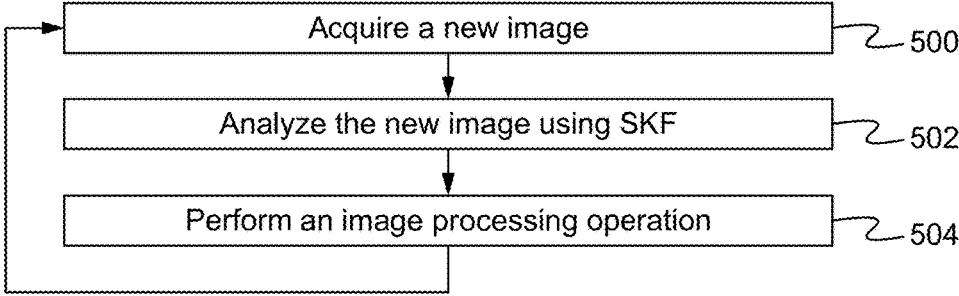 Acquire a new image
500
Analyze the new image using SKF
502
Perform an image processing operation
504